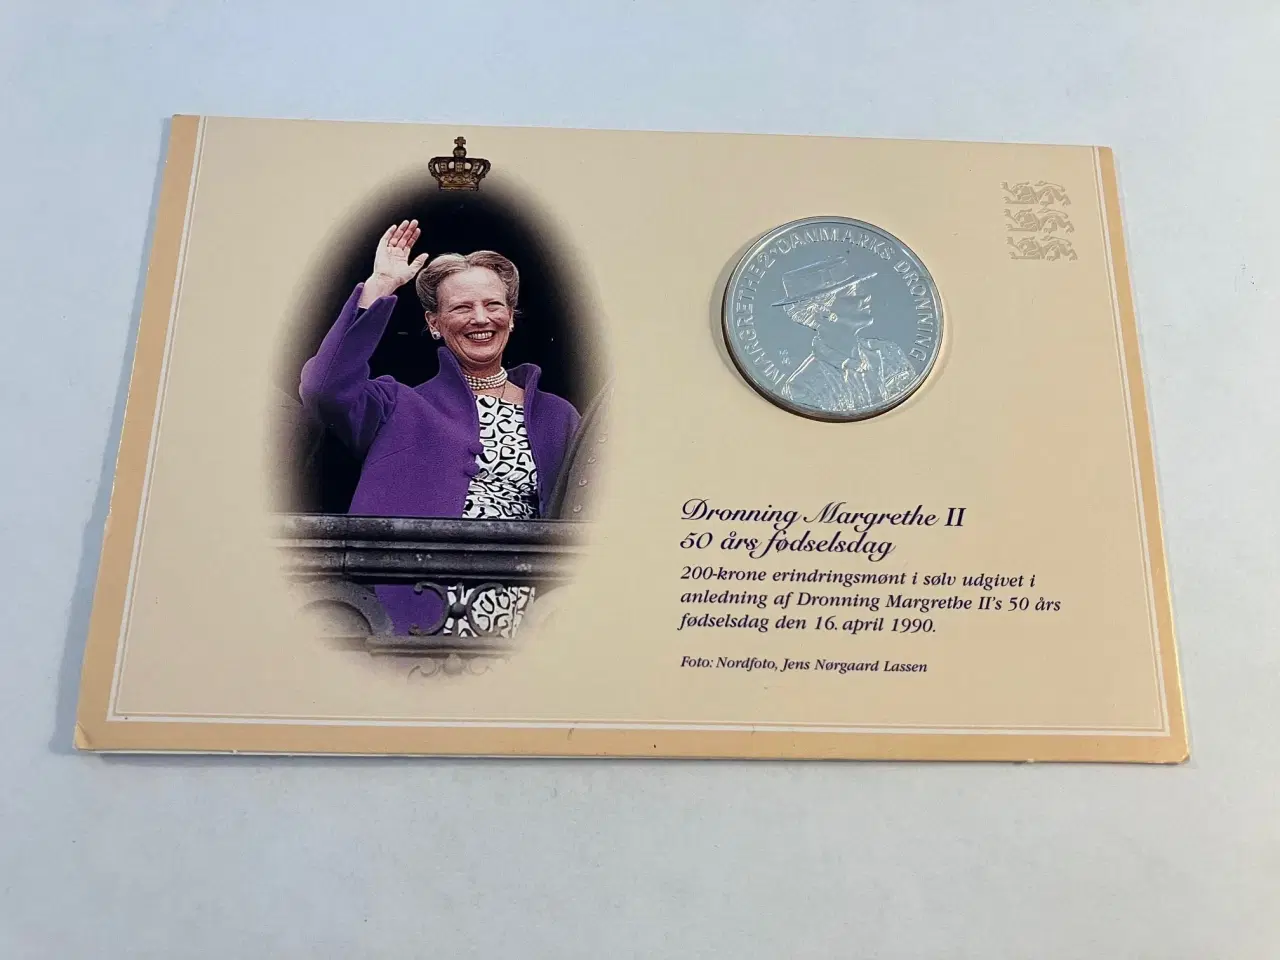 MARGRETHE 2·DANMARKS DRONNING
Dronning Margrethe II
50 års fødselsdag
200-krone erindringsmønt i sølv udgivet i
anledning af Dronning Margrethe II's 50 års
fødselsdag den 16. april 1990.
Foto: Nordfoto, Jens Nørgaard Lassen